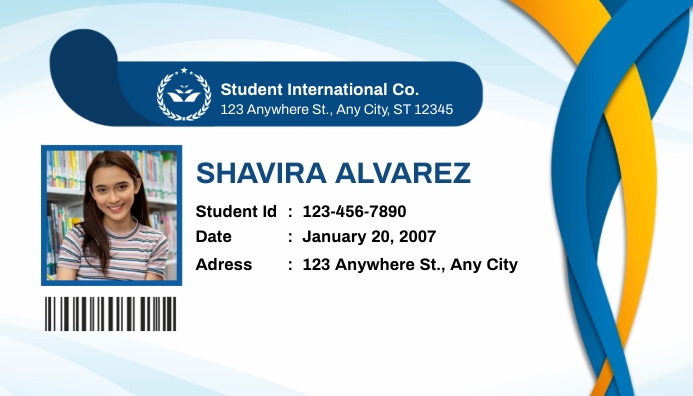 Student International Co.
123 Anywhere St., Any City, ST 12345
SHAVIRA ALVAREZ
Student Id : 123-456-7890
Date : January 20, 2007
Adress : 123 Anywhere St., Any City